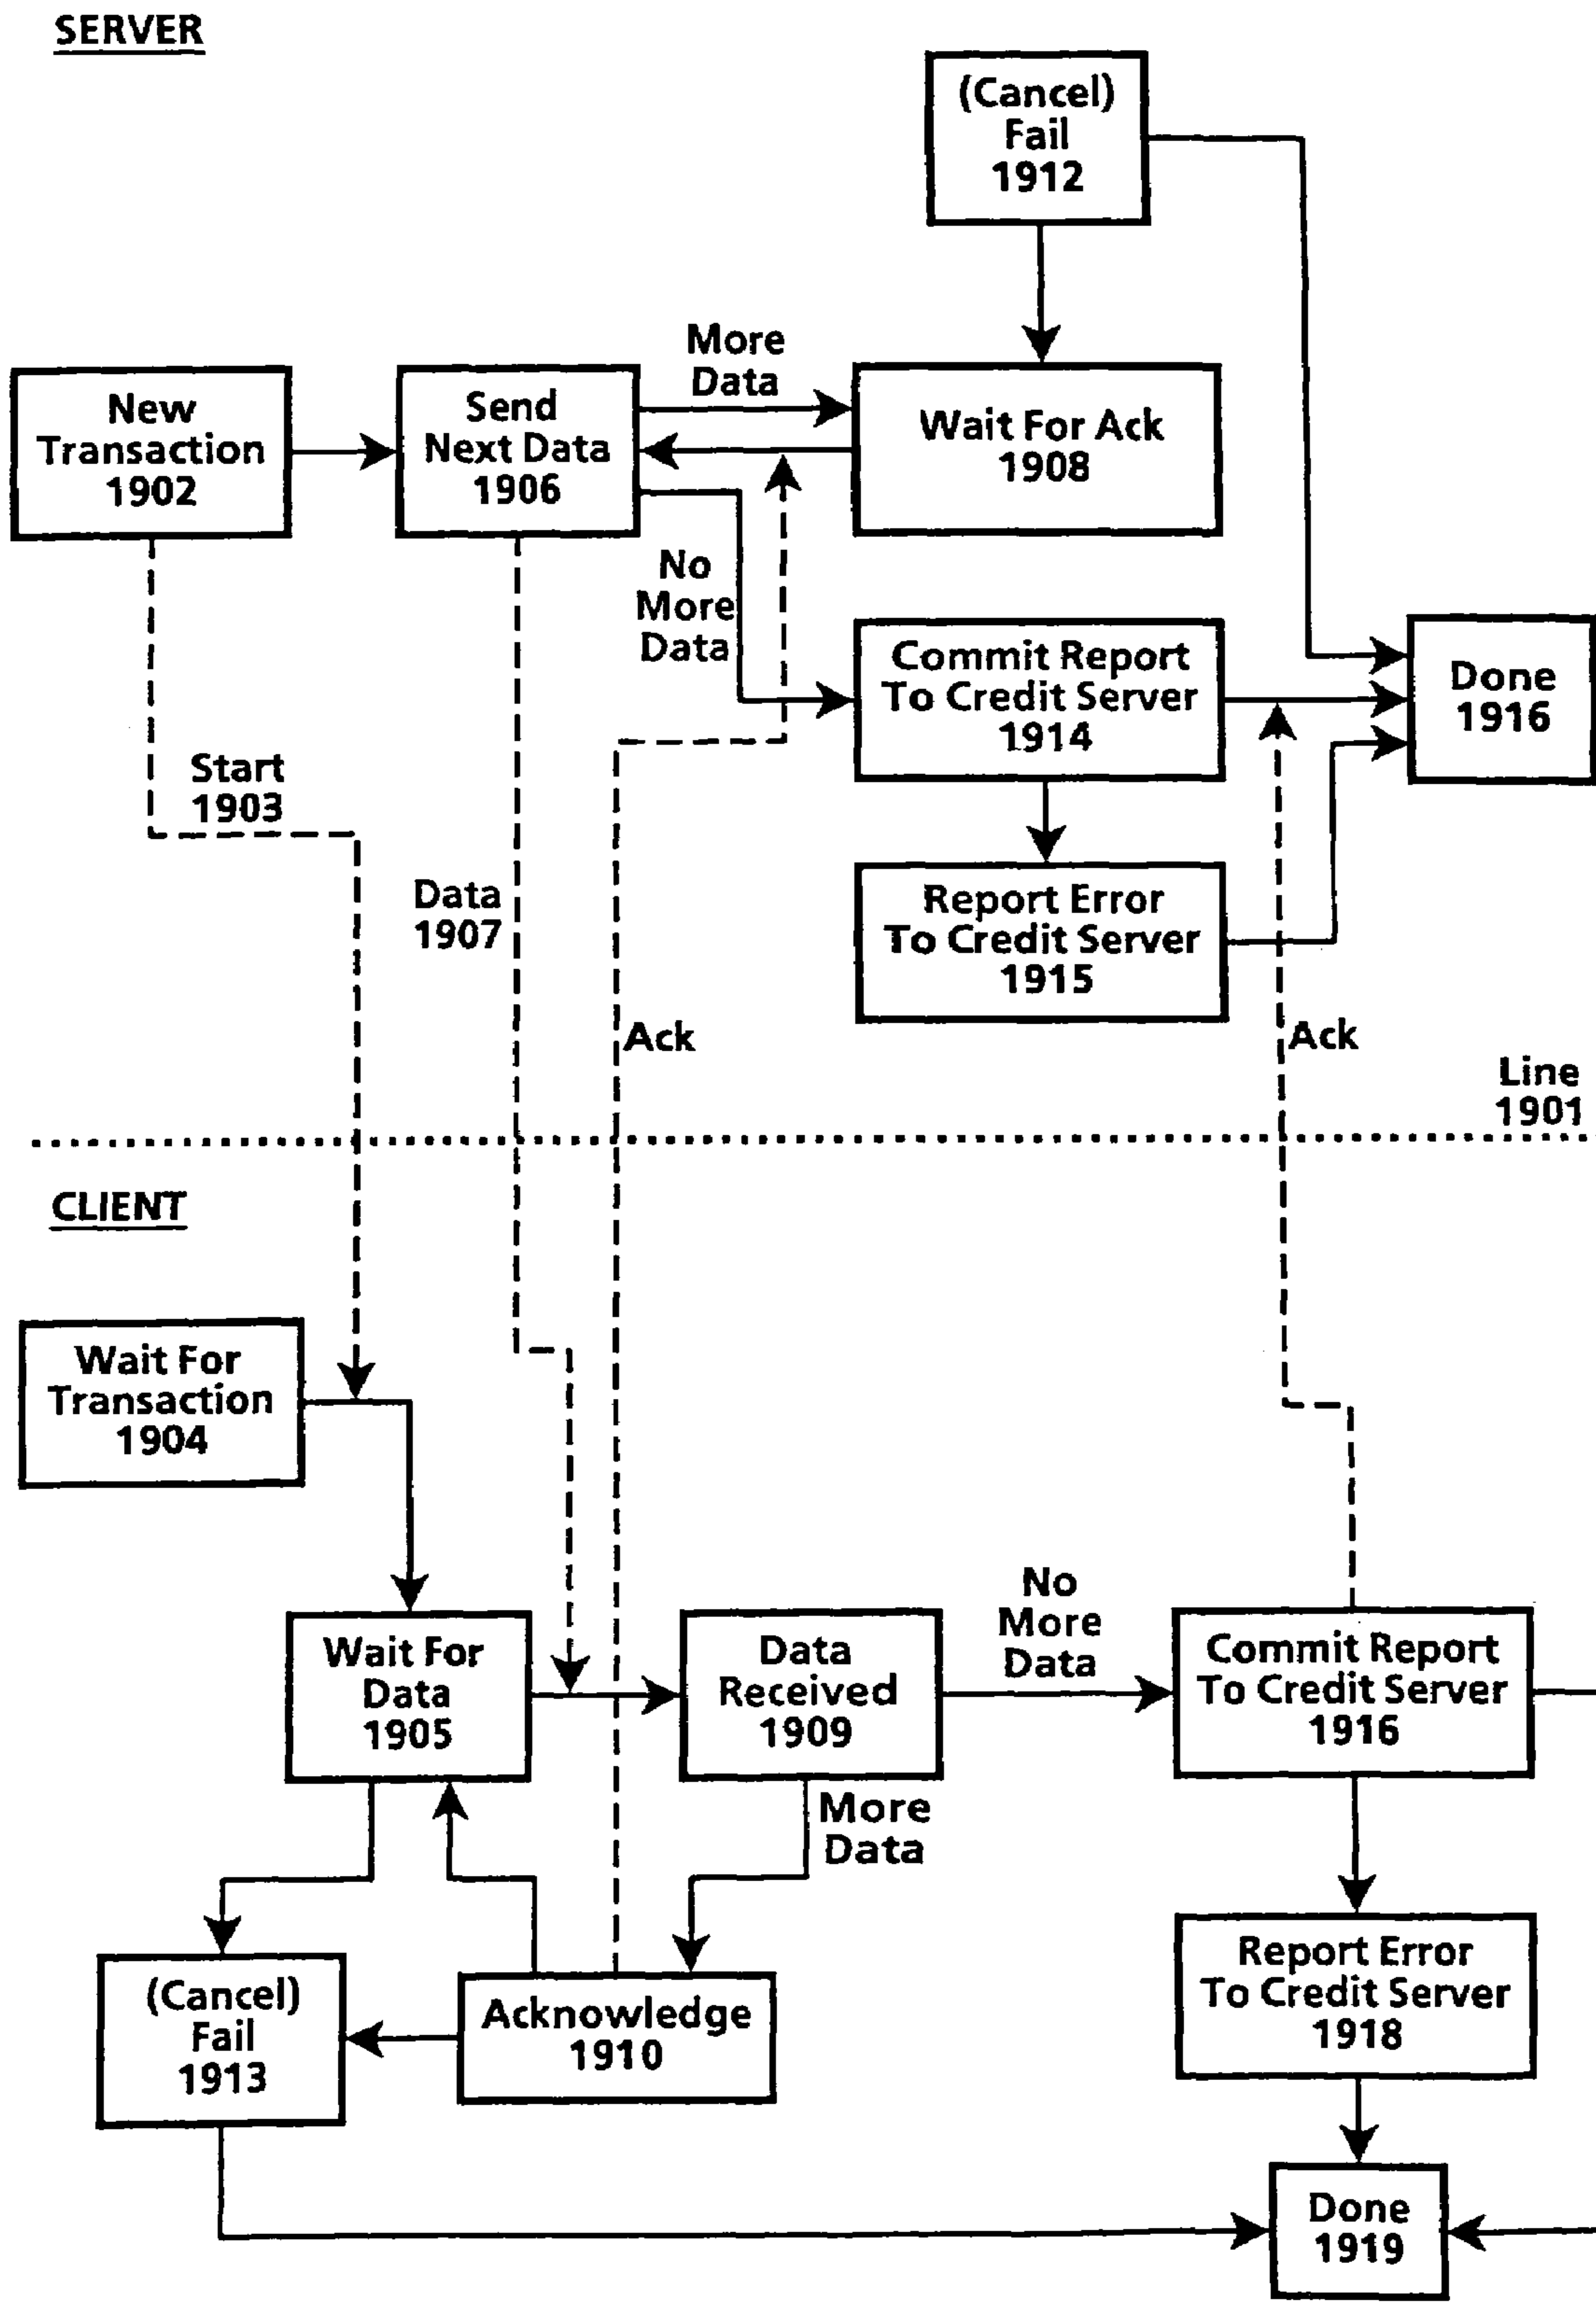 SERVER
(Cancel)
Fail
1912
More
Data
New
Transaction
1902
Send
Next Data
1906
Wait For Ack
1908
No
More
Data
Commit Report
To Credit Server
1914
Done
1916
Start
1903
Data
1907
Report Error
To Credit Server
1915
Ack
Ack
Line
1901
CLIENT
Wait For
Transaction
1904
Wait For
Data
1905
Data
Received
1909
No
More
Data
Commit Report
To Credit Server
1916
More
Data
(Cancel)
Fail
1913
Acknowledge
1910
Report Error
To Credit Server
1918
Done
1919